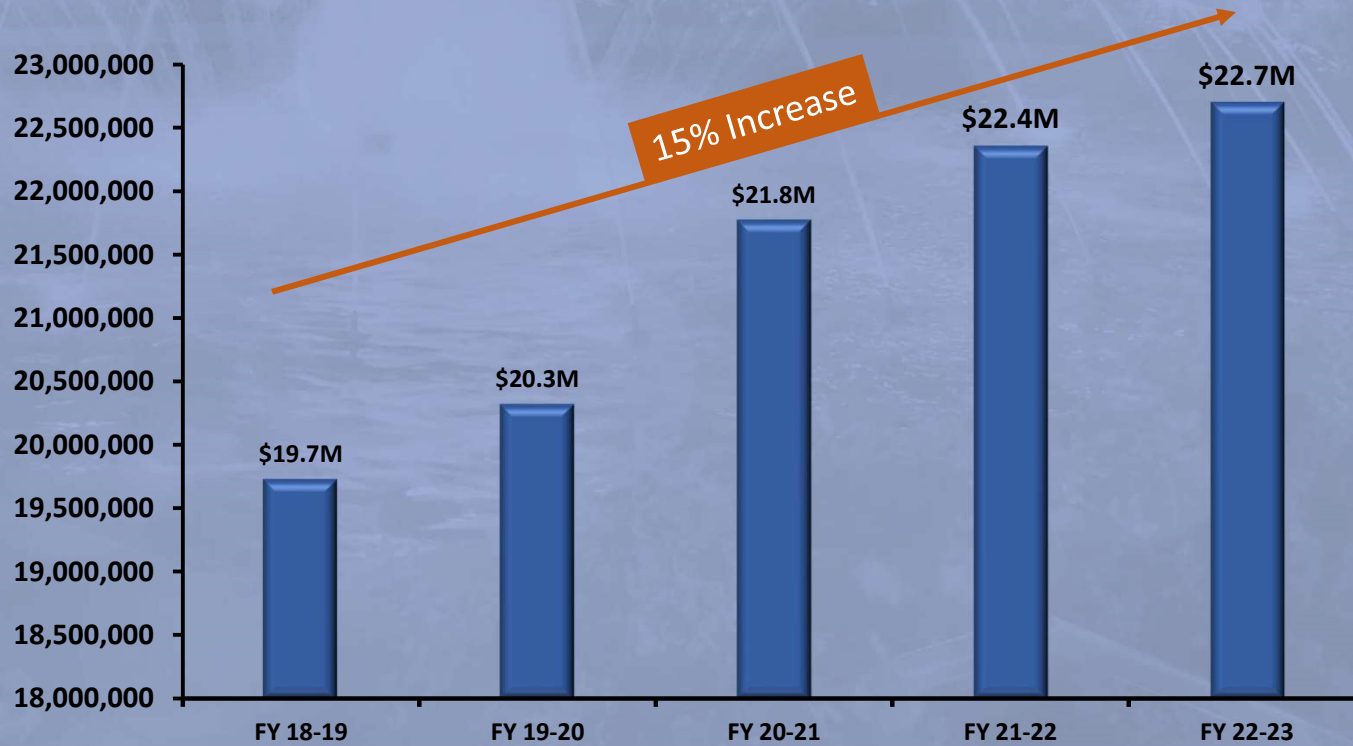 23,000,000
22,500,000
22,000,000
21,500,000
21,000,000
20,500,000
20,000,000
19,500,000
19,000,000
18,500,000
18,000,000
15% Increase
$19.7M
$20.3M
$21.8M
$22.4M
$22.7M
FY 18-19
FY 19-20
FY 20-21
FY 21-22
FY 22-23